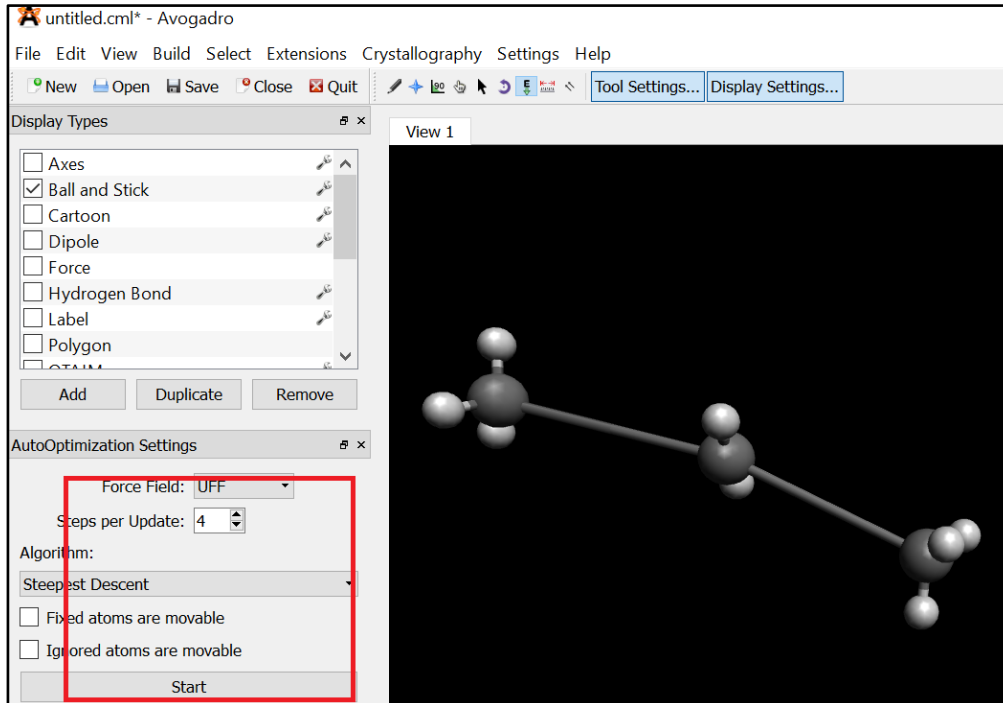 untitled.cml* - Avogadro
File Edit View Build Select Extensions Crystallography Settings Help
New Open Save Close Quit 90 E Tool Settings... Display Settings...
Display Types
View 1
Axes
Ball and Stick
Cartoon
Dipole
Force
Hydrogen Bond
Label
Polygon
QTAIM
Add Duplicate Remove
AutoOptimization Settings
Force Field: UFF
Steps per Update: 4
Algorithm:
Steepest Descent
Fixed atoms are movable
Ignored atoms are movable
Start